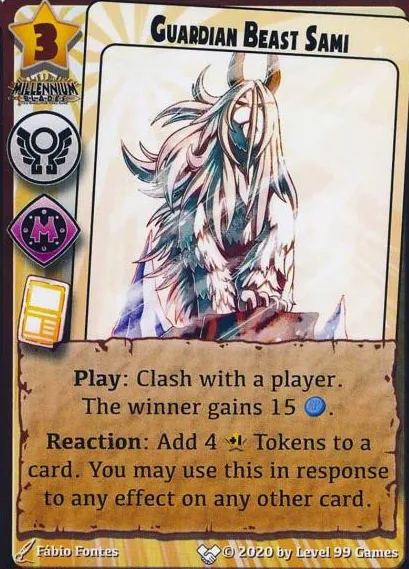 3
GUARDIAN BEAST SAMI
MILLENNIUM
BLADES
M
Play: Clash with a player.
The winner gains 15 .
Reaction: Add 4 +1 Tokens to a
card. You may use this in response
to any effect on any other card.
Fábio Fontes
© 2020 by Level 99 Games